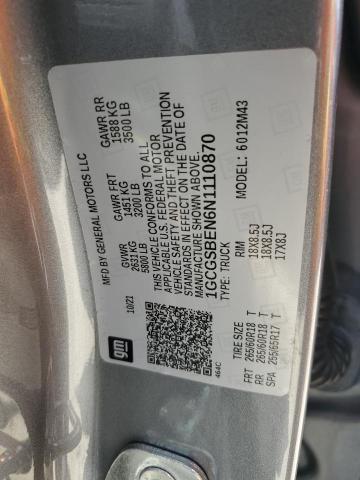 MFD BY GENERAL MOTORS LLC
10/21
GVWR
2631 KG
5800 LB
GAWR FRT
1451 KG
3200 LB
GAWR RR
1588 KG
3500 LB
THIS VEHICLE CONFORMS TO ALL
APPLICABLE U.S. FEDERAL MOTOR
VEHICLE SAFETY AND THEFT PREVENTION
STANDARDS IN EFFECT ON THE DATE OF
MANUFACTURE SHOWN ABOVE.
1GCGSBEN6N1110870
TYPE: TRUCK
MODEL: 6 012M43
gm
464C
TIRE SIZE RIM
FRT 265/60R18 T 18X8.5J
RR 265/60R18 T 18X8.5J
SPA 255/65R17 T 17X8J